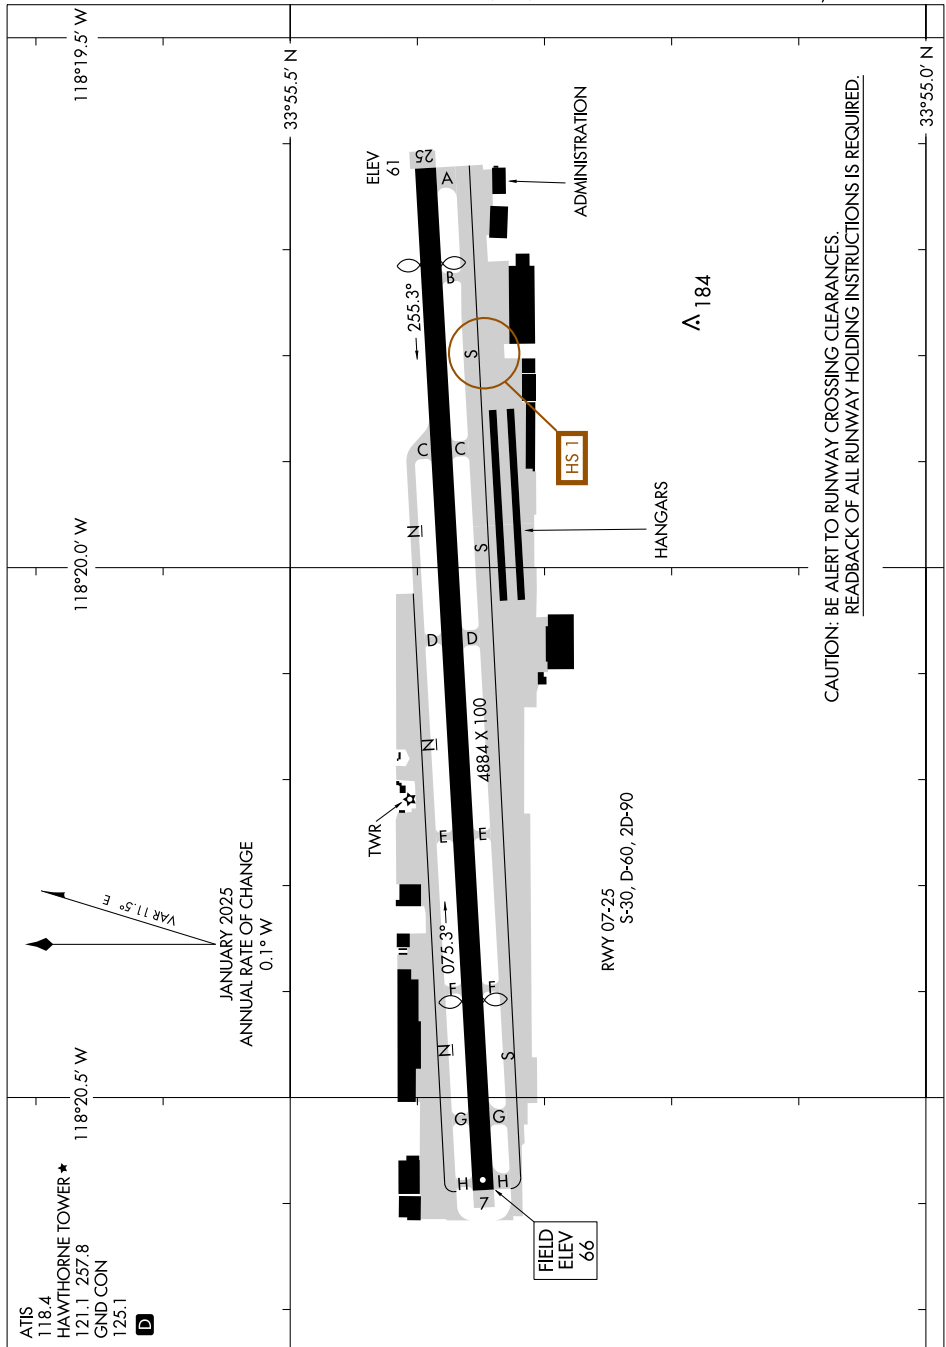 ATIS
118.4
HAWTHORNE TOWER ★
121.1 257.8
GND CON
125.1
D
118°20.5' W
118°20.0' W
118°19.5' W
JANUARY 2025
ANNUAL RATE OF CHANGE
0.1° W
VAR 11.5° E
33°55.5' N
33°55.0' N
TWR
ELEV
61
25
A
B
255.3°
S
HS 1
C
C
N
S
D
D
N
4884 X 100
E
E
075.3°
F
F
N
S
G
G
H
H
7
FIELD
ELEV
66
ADMINISTRATION
HANGARS
184
RWY 07-25
S-30, D-60, 2D-90
CAUTION: BE ALERT TO RUNWAY CROSSING CLEARANCES.
READBACK OF ALL RUNWAY HOLDING INSTRUCTIONS IS REQUIRED.